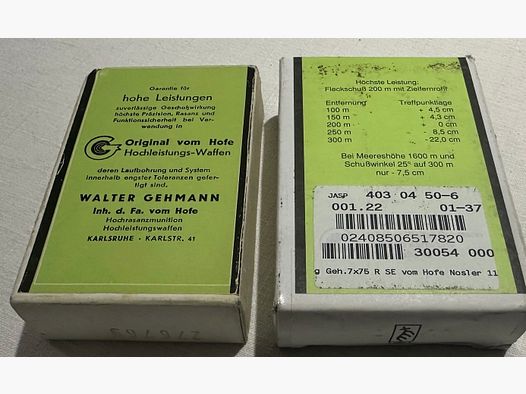 Garantie für
hohe Leistungen
zuverlässige Geschoßwirkung
höchste Präzision, Rasanz und
Funktionssicherheit bei Ver-
wendung in
Original vom Hofe
Hochleistungs-Waffen
deren Laufbohrung und System
innerhalb engster Toleranzen gefer-
tigt sind.
WALTER GEHMANN
Inh. d. Fa. vom Hofe
Hochrasanzmunition
Hochleistungswaffen
KARLSRUHE · KARLSTR. 41
Höchste Leistung:
Fleckschuß 200 m mit Zielfernrohr
Entfernung Treffpunktlage
100 m + 4,5 cm
150 m + 4,3 cm
200 m + 0 cm
250 m 8,5 cm
300 m - 22,0 cm
Bei Meereshöhe 1600 m und
Schußwinkel 25° auf 300 m
nur - 7,5 cm
JASP 403 04 50-6
001.22 01-37
02408506517820
30054 000
g Geh.7x75 R SE vom Hofe Nosler 11